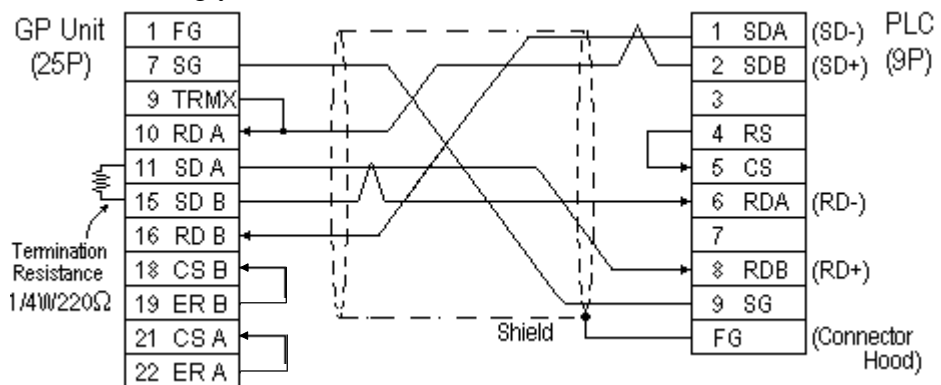 GP Unit
(25P)
1 FG
7 SG
9 TRMX
10 RD A
11 SD A
15 SD B
16 RD B
18 CS B
19 ER B
21 CS A
22 ER A
Termination
Resistance
1/4W220Ω
Shield
PLC
(9P)
1 SDA (SD-)
2 SDB (SD+)
3
4 RS
5 CS
6 RDA (RD-)
7
8 RDB (RD+)
9 SG
FG (Connector
Hood)